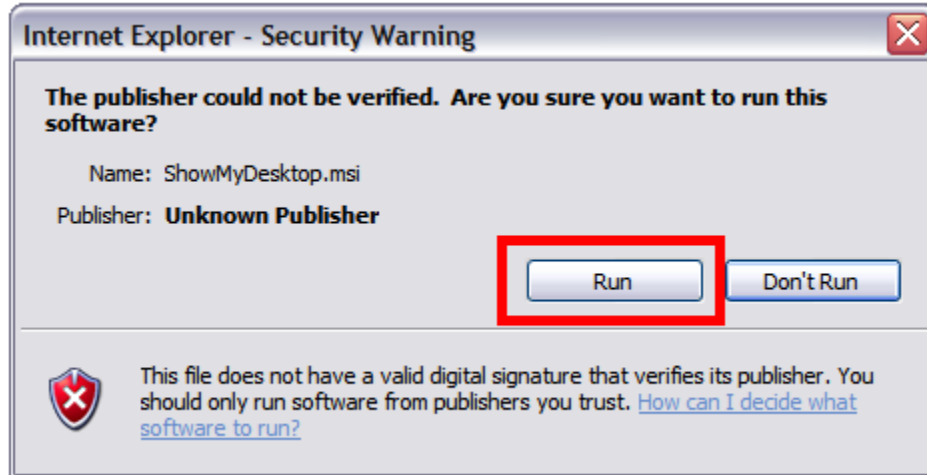 Internet Explorer - Security Warning
The publisher could not be verified. Are you sure you want to run this
software?
Name: ShowMyDesktop.msi
Publisher: Unknown Publisher
Run Don't Run
This file does not have a valid digital signature that verifies its publisher. You
should only run software from publishers you trust. How can I decide what
software to run?